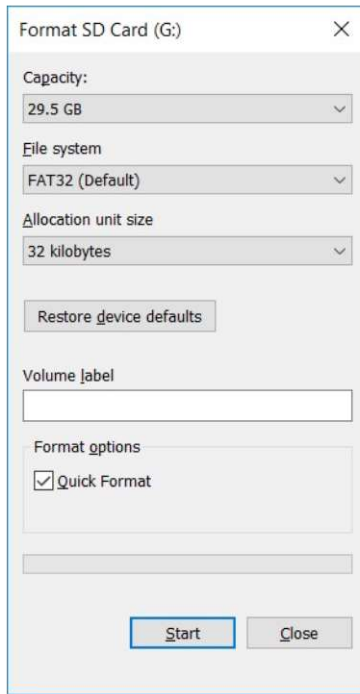 Format SD Card (G:)
Capacity:
29.5 GB
File system
FAT32 (Default)
Allocation unit size
32 kilobytes
Restore device defaults
Volume label
Format options
Quick Format
Start
Close